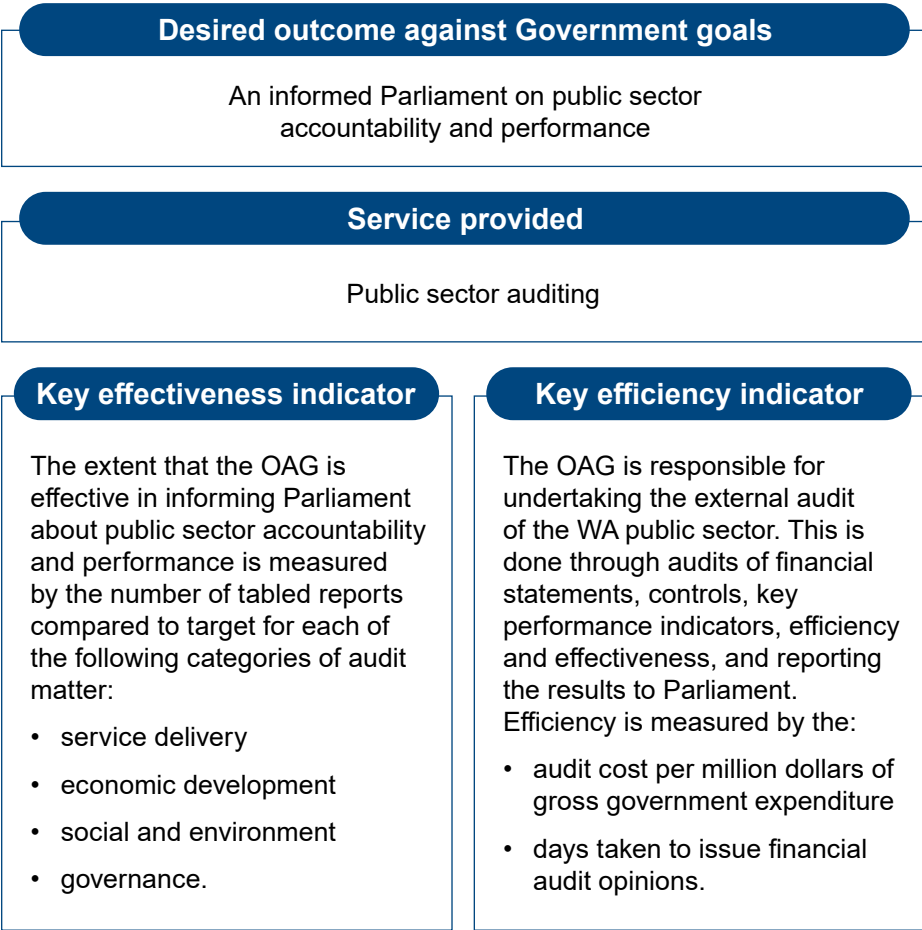 Desired outcome against Government goals
An informed Parliament on public sector
accountability and performance
Service provided
Public sector auditing
Key effectiveness indicator
The extent that the OAG is
effective in informing Parliament
about public sector accountability
and performance is measured
by the number of tabled reports
compared to target for each of
the following categories of audit
matter:
• service delivery
• economic development
• social and environment
• governance.
Key efficiency indicator
The OAG is responsible for
undertaking the external audit
of the WA public sector. This is
done through audits of financial
statements, controls, key
performance indicators, efficiency
and effectiveness, and reporting
the results to Parliament.
Efficiency is measured by the:
• audit cost per million dollars of
gross government expenditure
• days taken to issue financial
audit opinions.